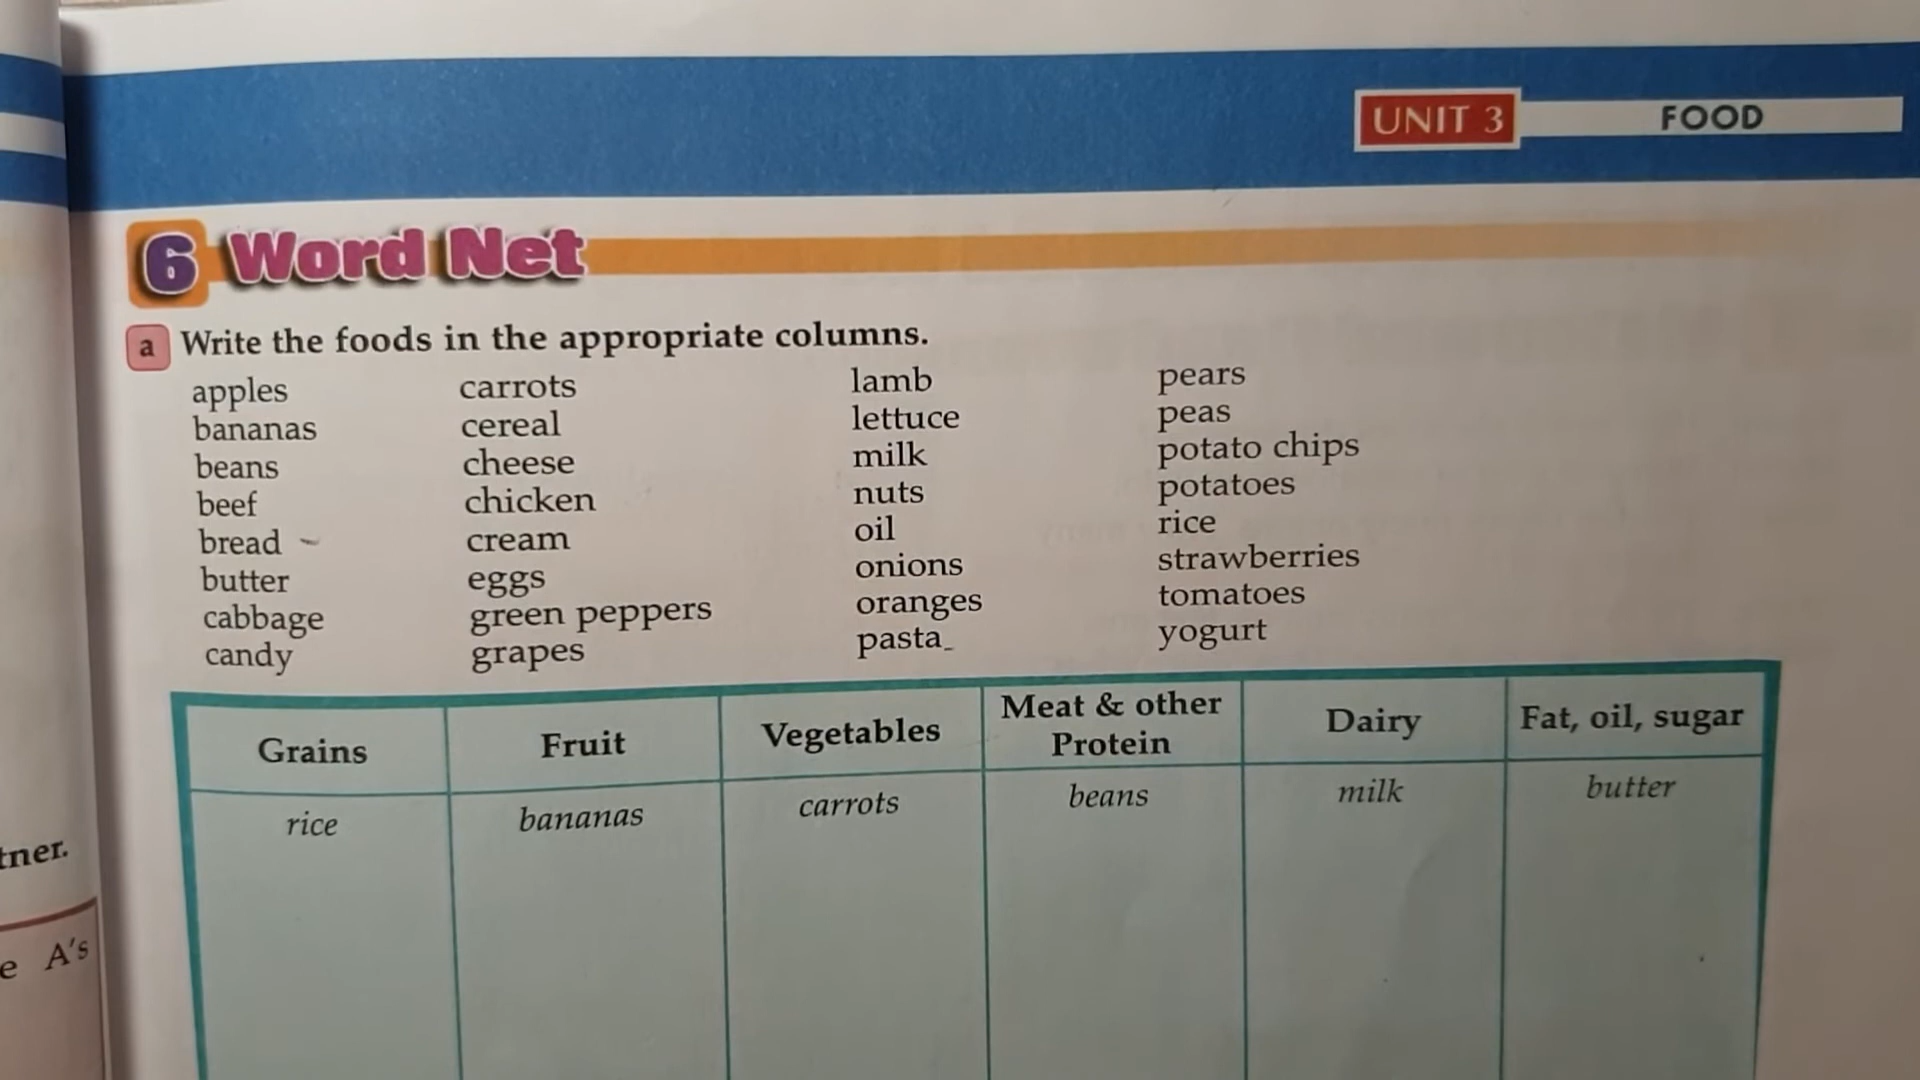 UNIT 3 FOOD
6 Word Net
a Write the foods in the appropriate columns.
apples carrots lamb pears
bananas cereal lettuce peas
beans cheese milk potato chips
beef chicken nuts potatoes
bread cream oil rice
butter eggs onions strawberries
cabbage green peppers oranges tomatoes
candy grapes pasta yogurt
Grains Fruit Vegetables Meat & other Protein Dairy Fat, oil, sugar
rice bananas carrots beans milk butter
tner.
e A's